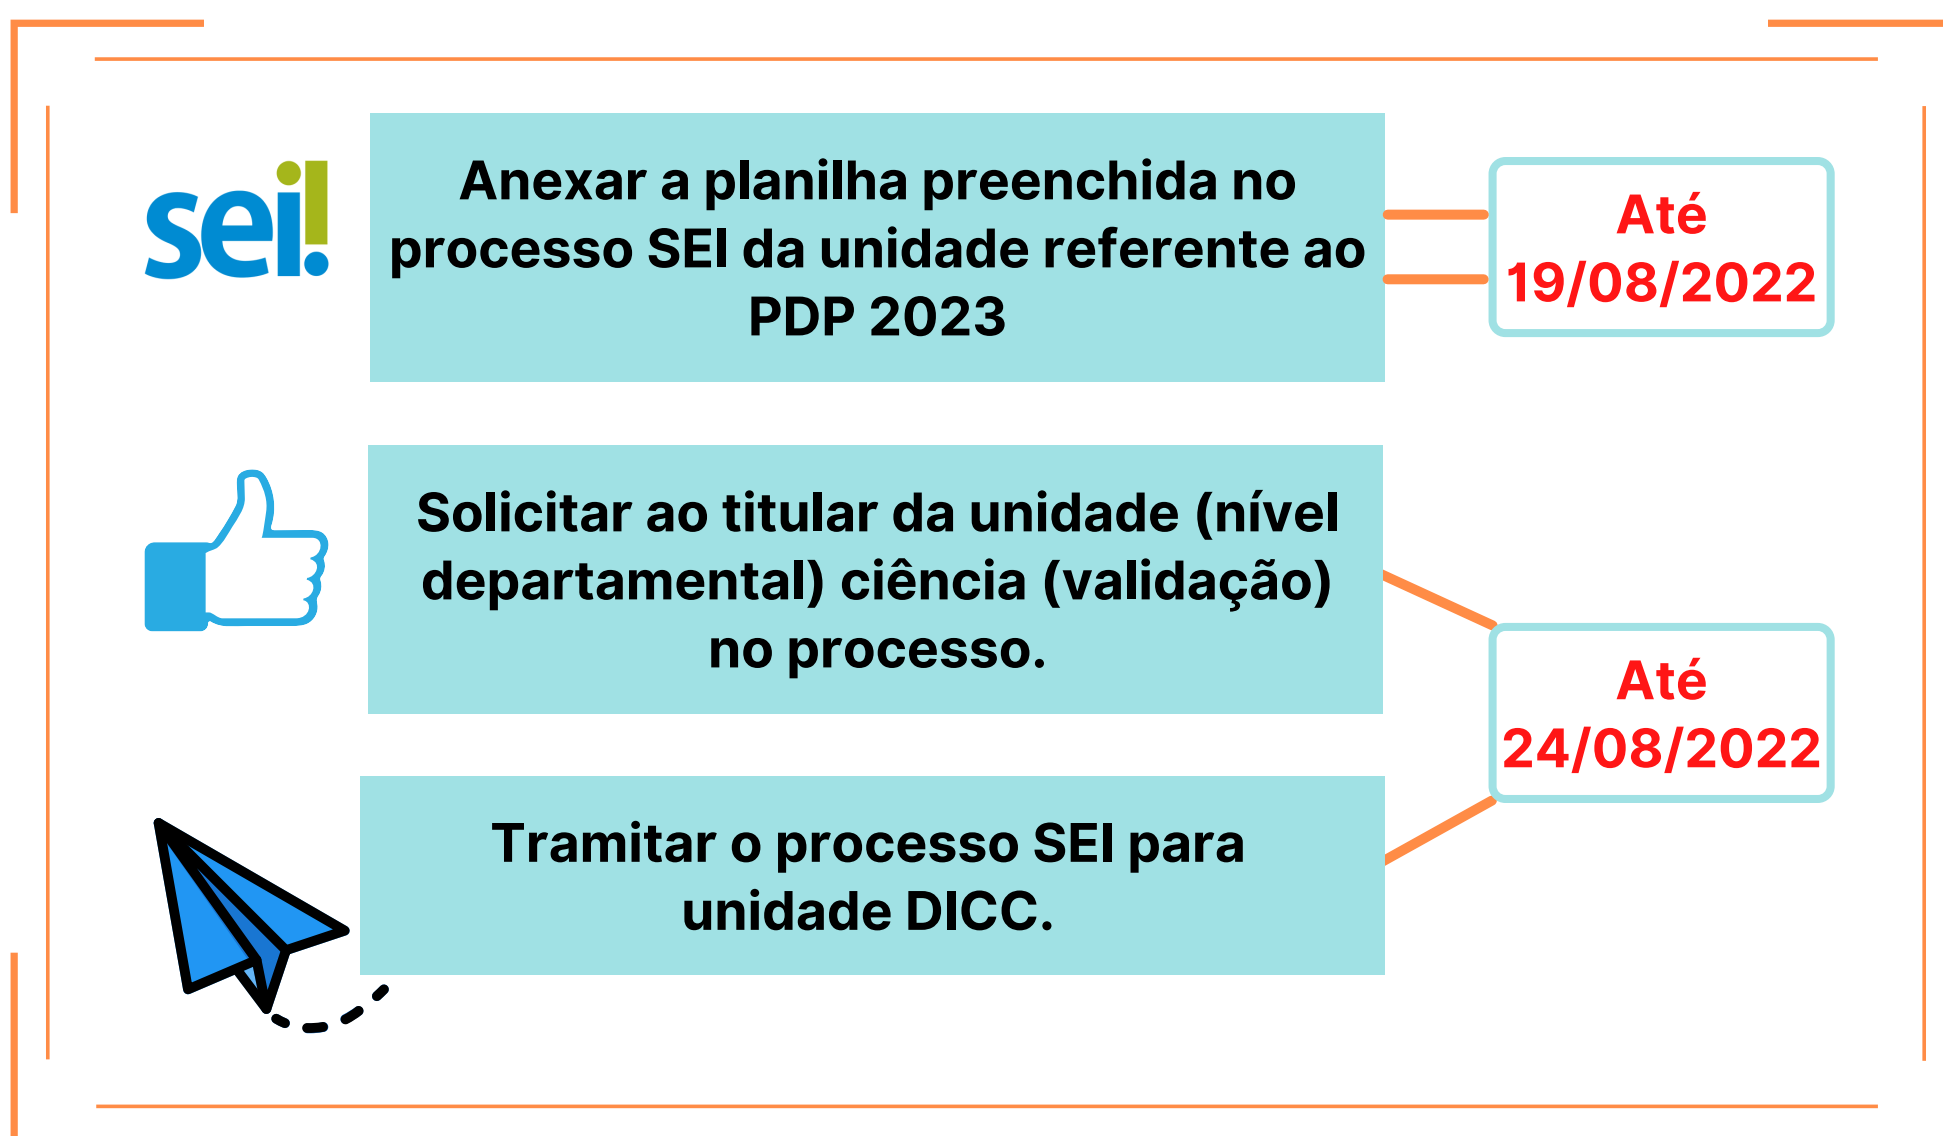 sei!
Anexar a planilha preenchida no
processo SEI da unidade referente ao
PDP 2023
Até
19/08/2022
Solicitar ao titular da unidade (nível
departamental) ciência (validação)
no processo.
Até
24/08/2022
Tramitar o processo SEI para
unidade DICC.